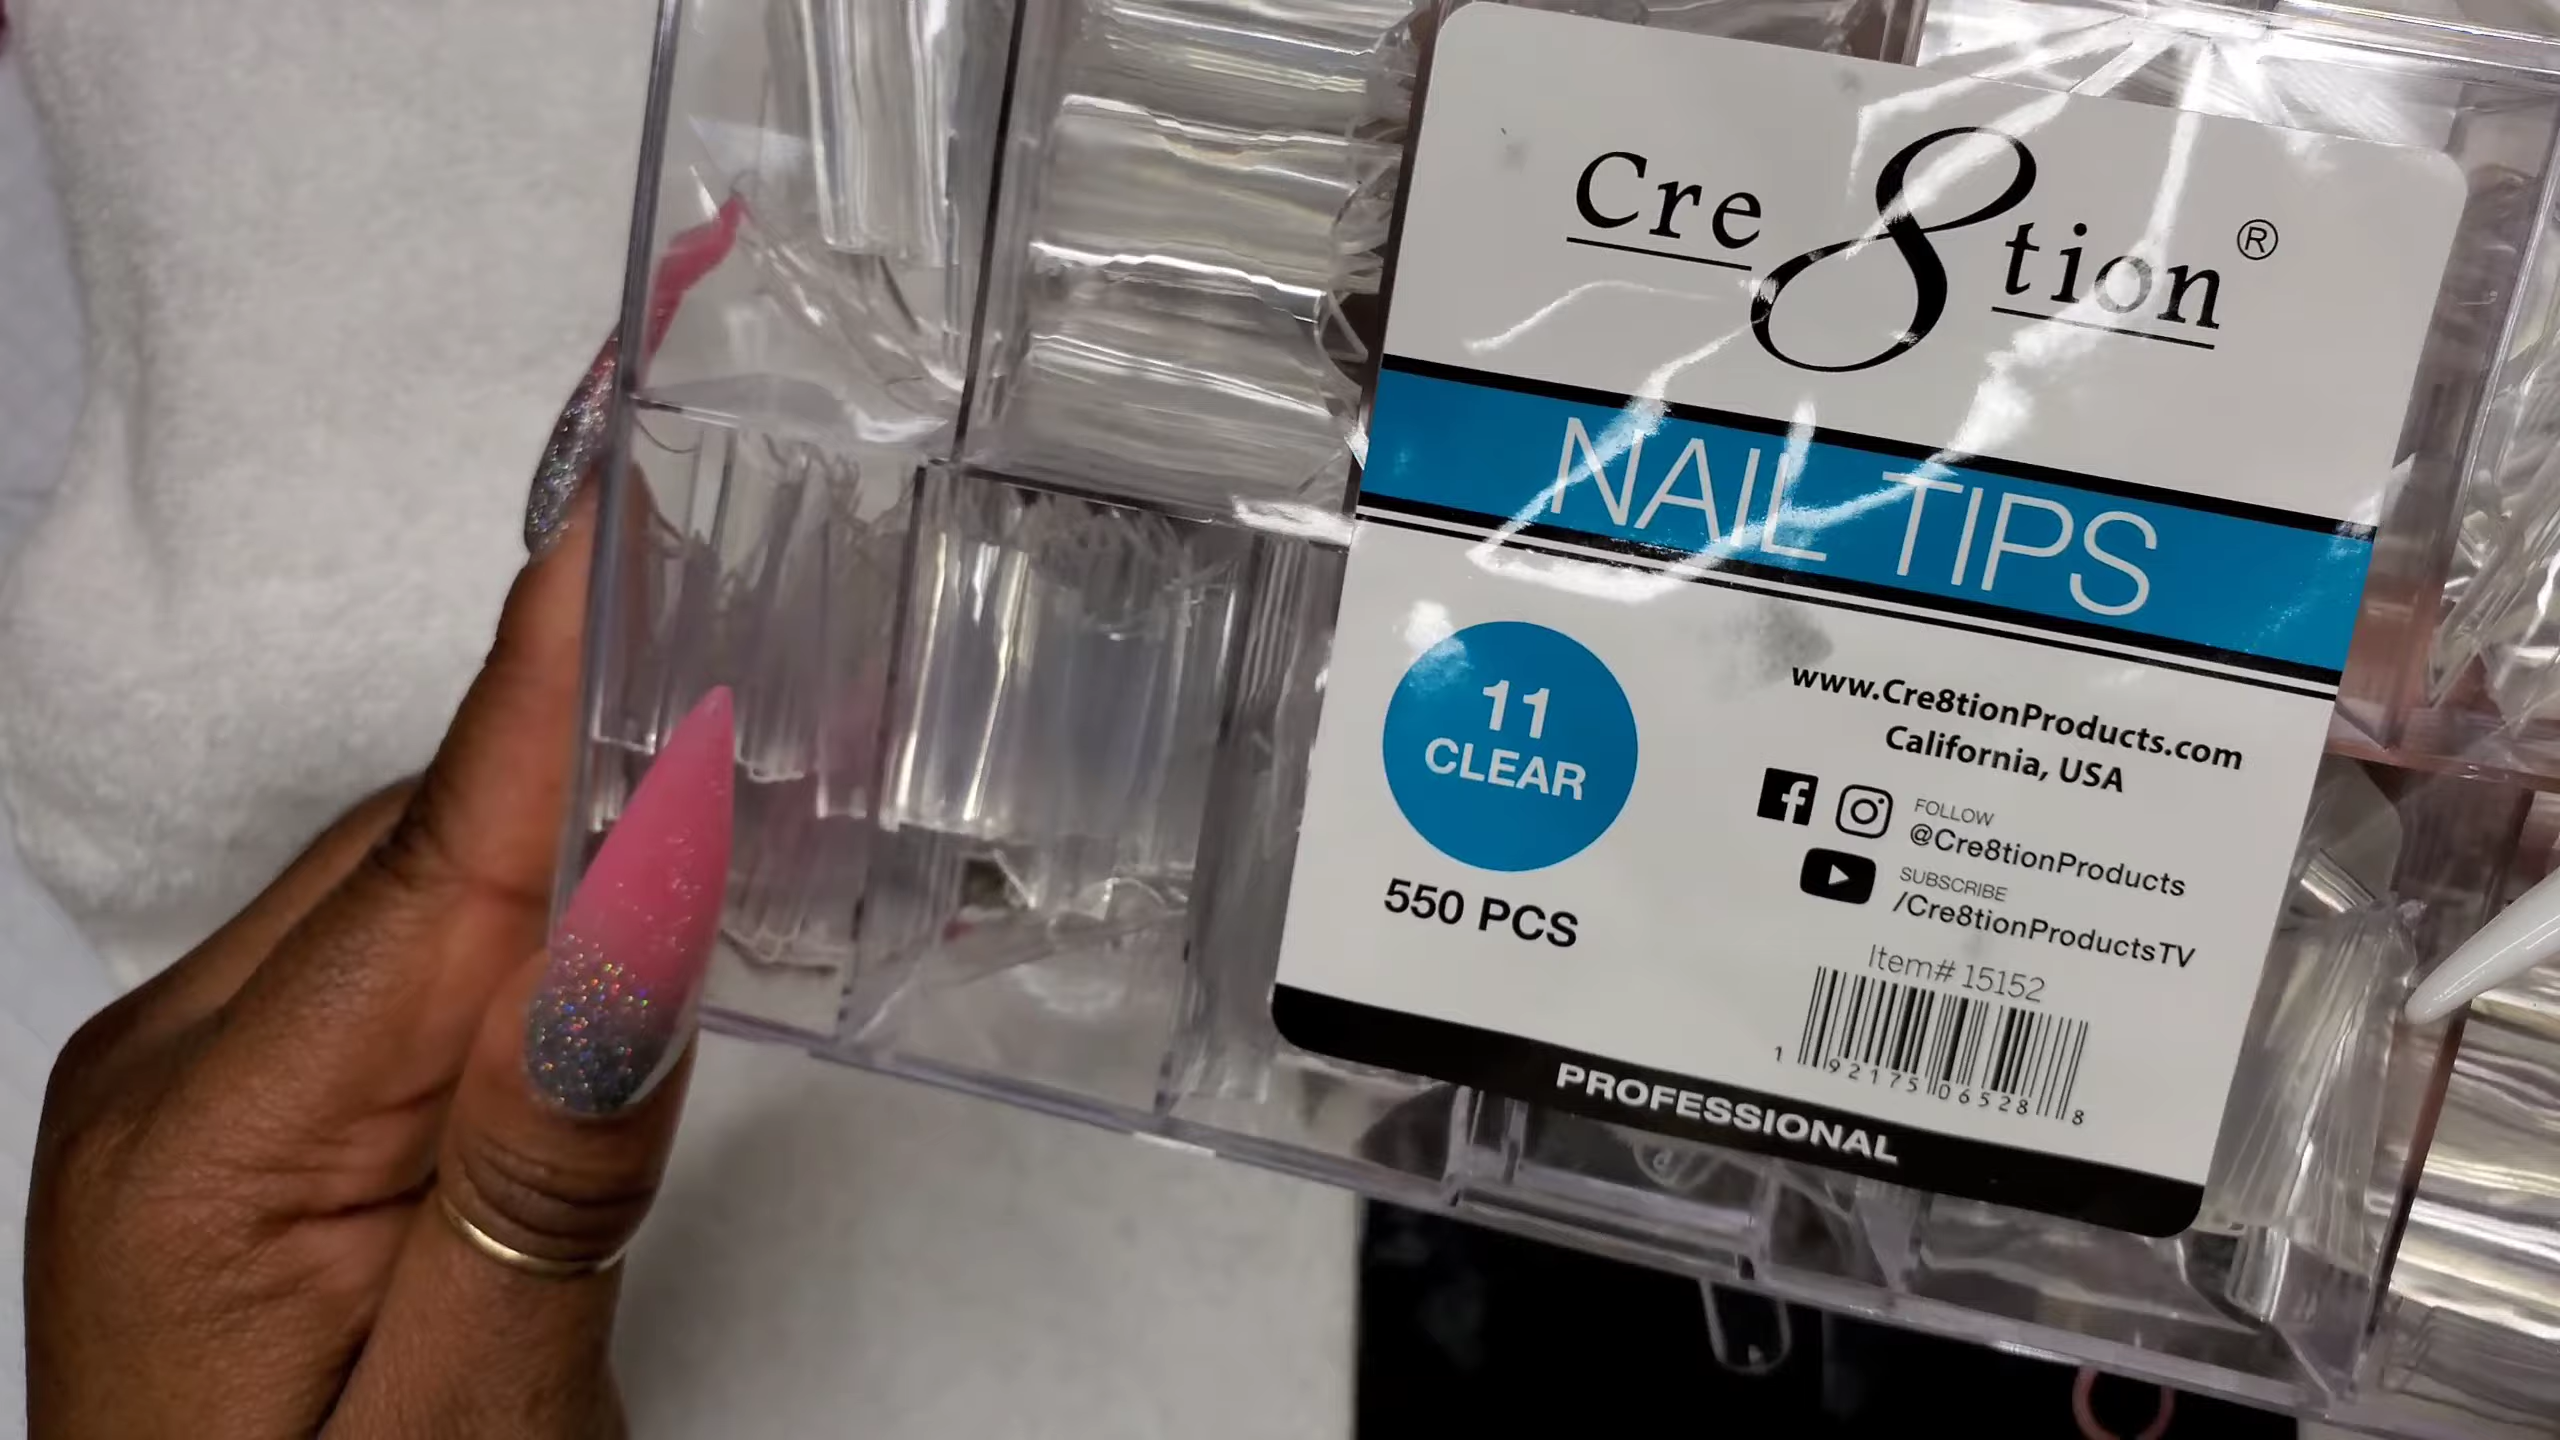 Cre8tion®
NAIL TIPS
11
CLEAR
550 PCS
www.Cre8tionProducts.com
California, USA
FOLLOW
@Cre8tionProducts
SUBSCRIBE
/Cre8tionProductsTV
Item# 15152
1 92175 06528 8
PROFESSIONAL